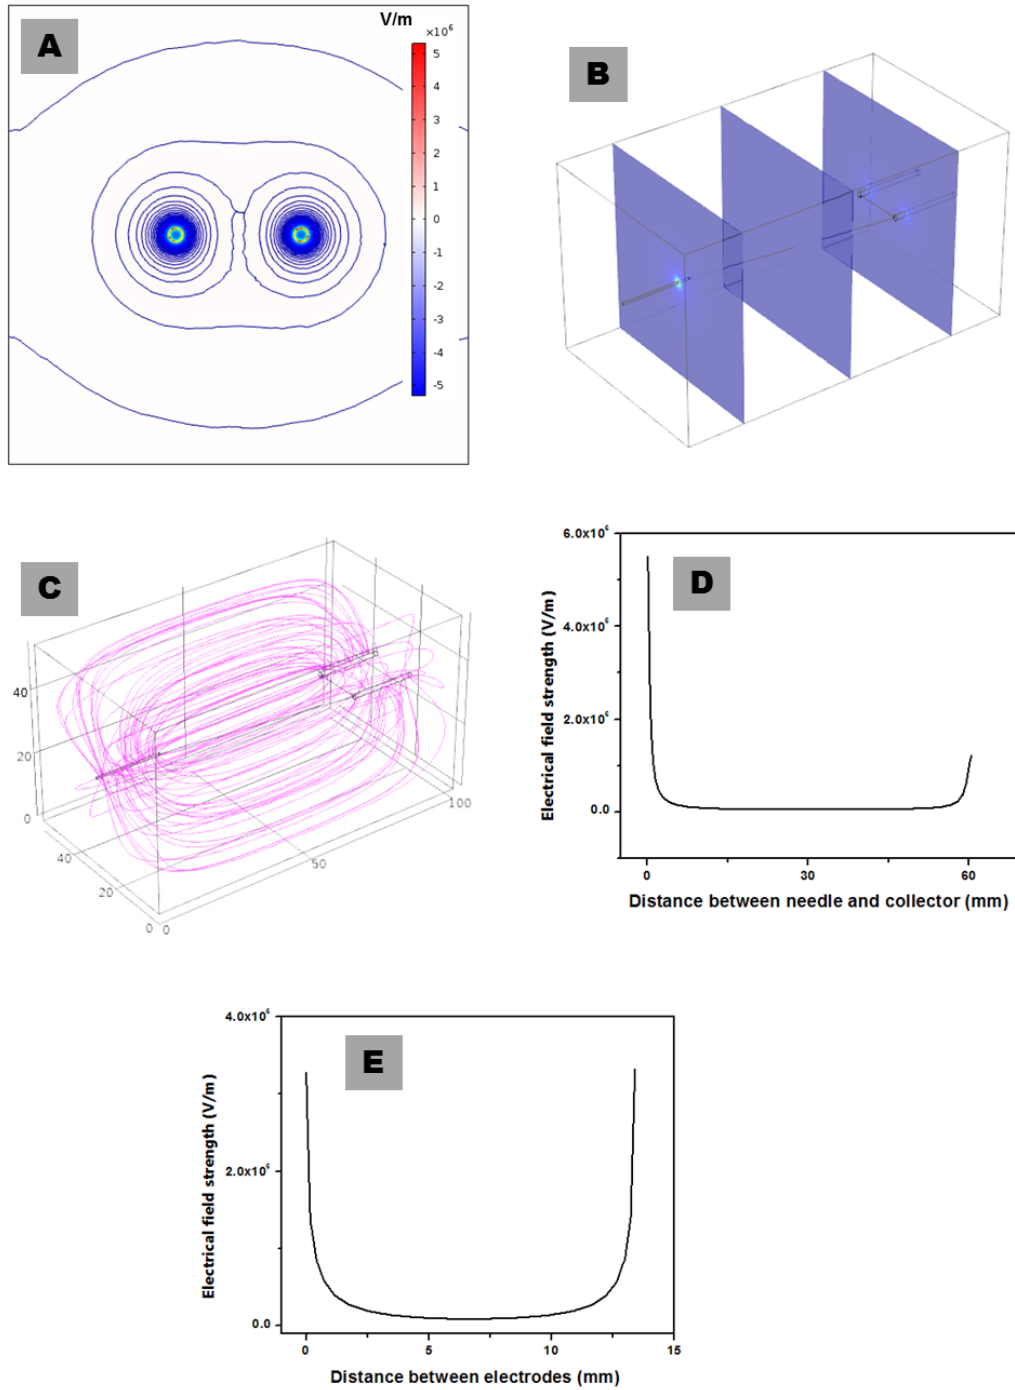 A
V/m
×10⁶
5
4
3
2
1
0
-1
-2
-3
-4
-5
B
C
40
20
0
40
20
0
0
50
100
D
6.0x10⁶
4.0x10⁶
2.0x10⁶
0.0
Electrical field strength (V/m)
0
30
60
Distance between needle and collector (mm)
E
4.0x10⁶
2.0x10⁶
0.0
Electrical field strength (V/m)
0
5
10
15
Distance between electrodes (mm)